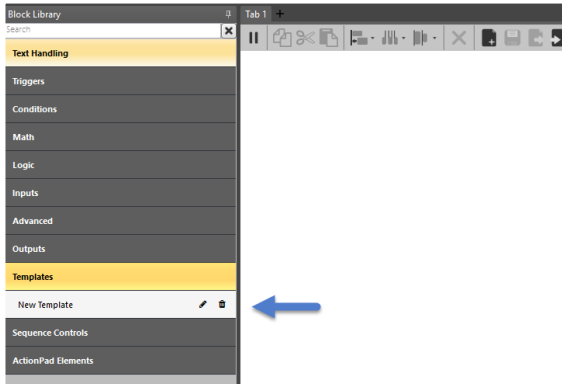 Block Library
Tab 1 +
Search
Text Handling
Triggers
Conditions
Math
Logic
Inputs
Advanced
Outputs
Templates
New Template
Sequence Controls
ActionPad Elements